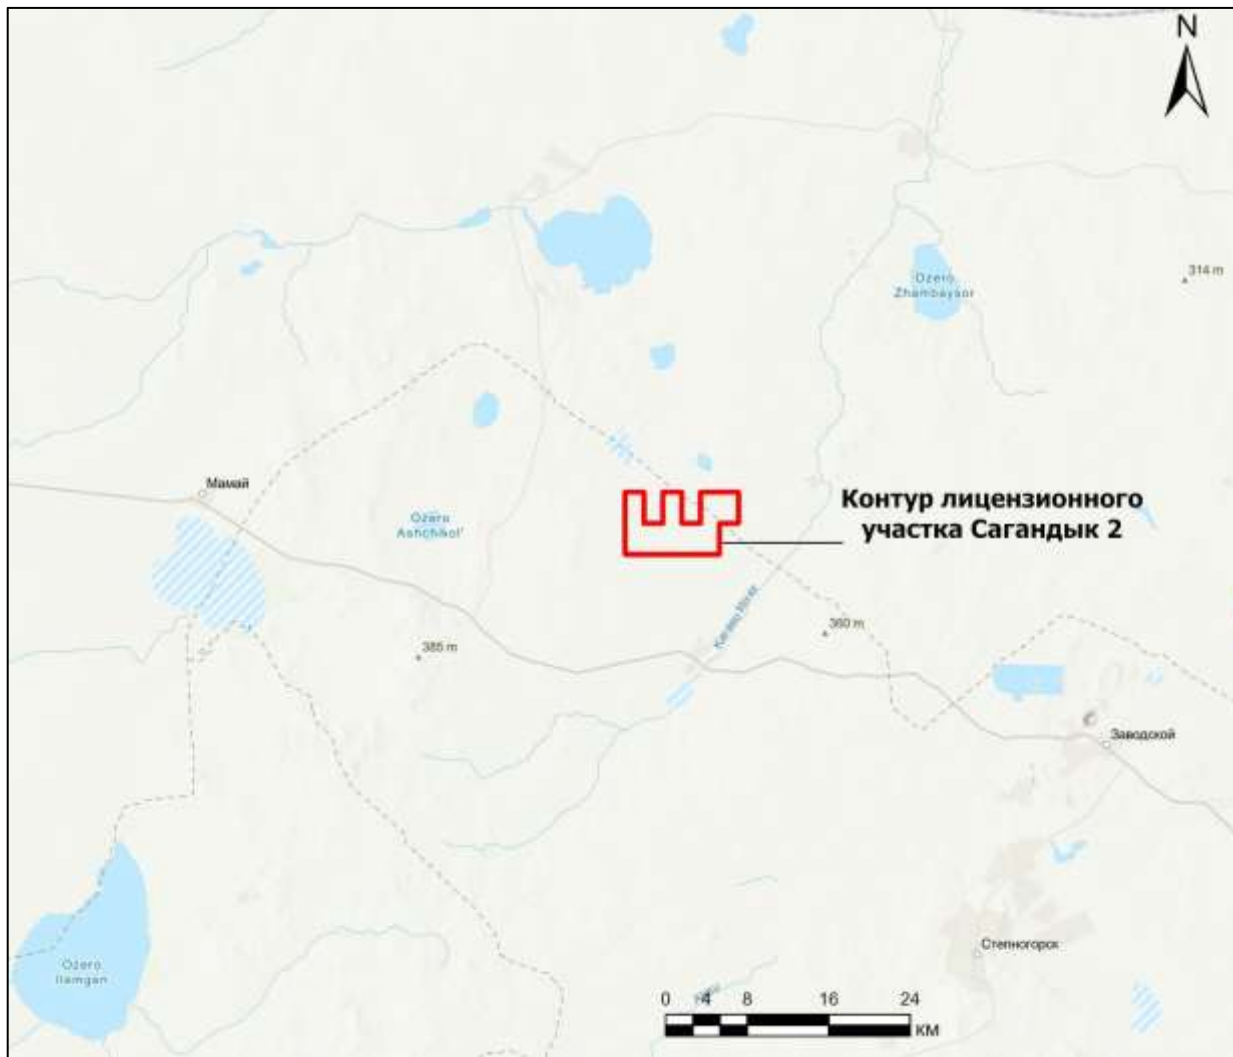 N
Ozero
Zhambaysor
314 m
Мамай
Ozero
Ashchikol'
Контур лицензионного
участка Сагандык 2
360 m
385 m
Заводской
Степногорск
Ozero
0 4 8 16 24
КМ